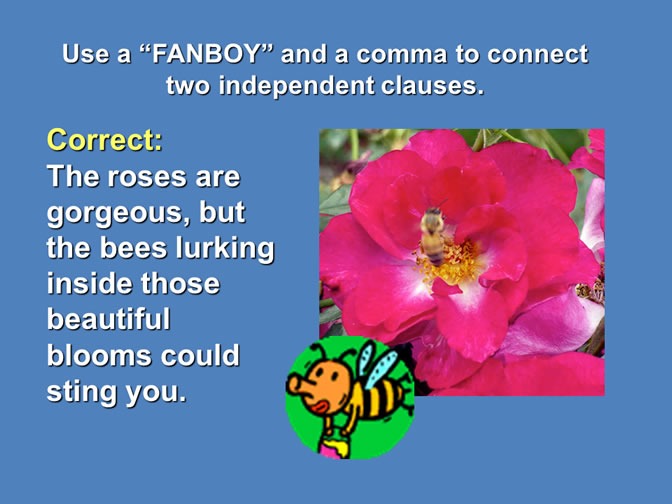 Use a “FANBOY” and a comma to connect
two independent clauses.
Correct:
The roses are
gorgeous, but
the bees lurking
inside those
beautiful
blooms could
sting you.